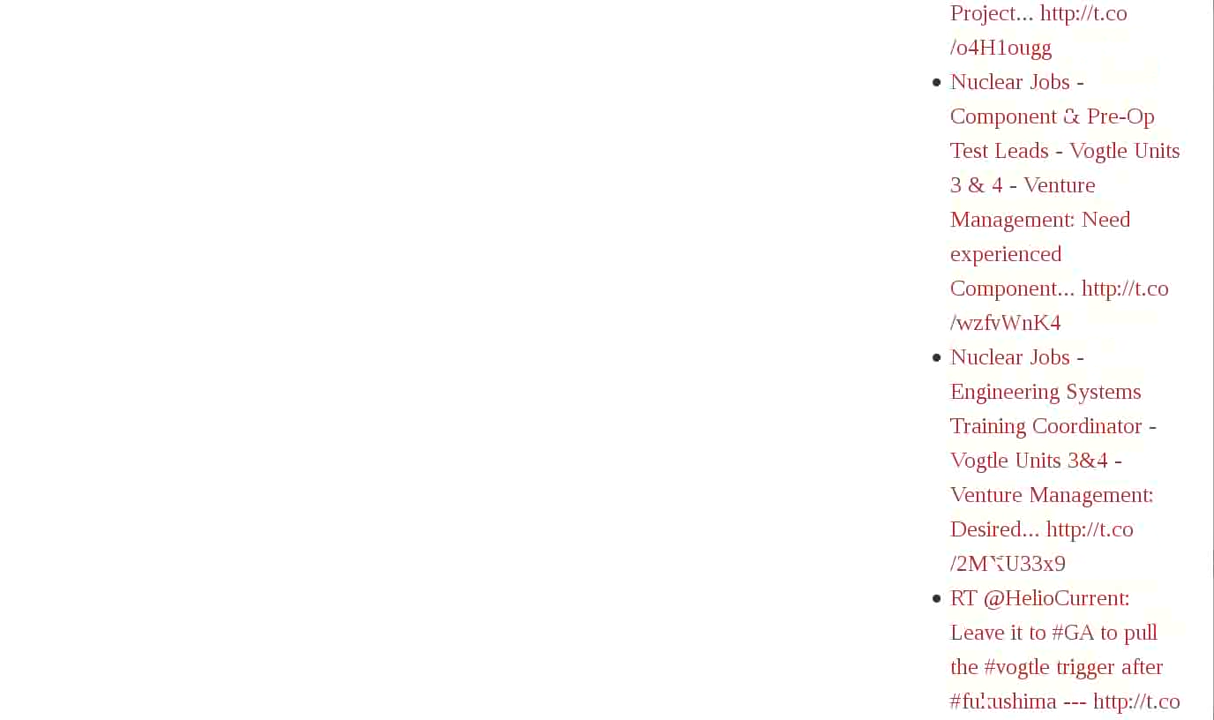 Project... http://t.co
/o4H1ougg
Nuclear Jobs -
Component & Pre-Op
Test Leads - Vogtle Units
3 & 4 - Venture
Management: Need
experienced
Component... http://t.co
/wzfvWnK4
Nuclear Jobs -
Engineering Systems
Training Coordinator -
Vogtle Units 3&4 -
Venture Management:
Desired... http://t.co
RT @HelioCurrent:
Leave it to #GA to pull
the #vogtle trigger after
#fukushima --- http://t.co